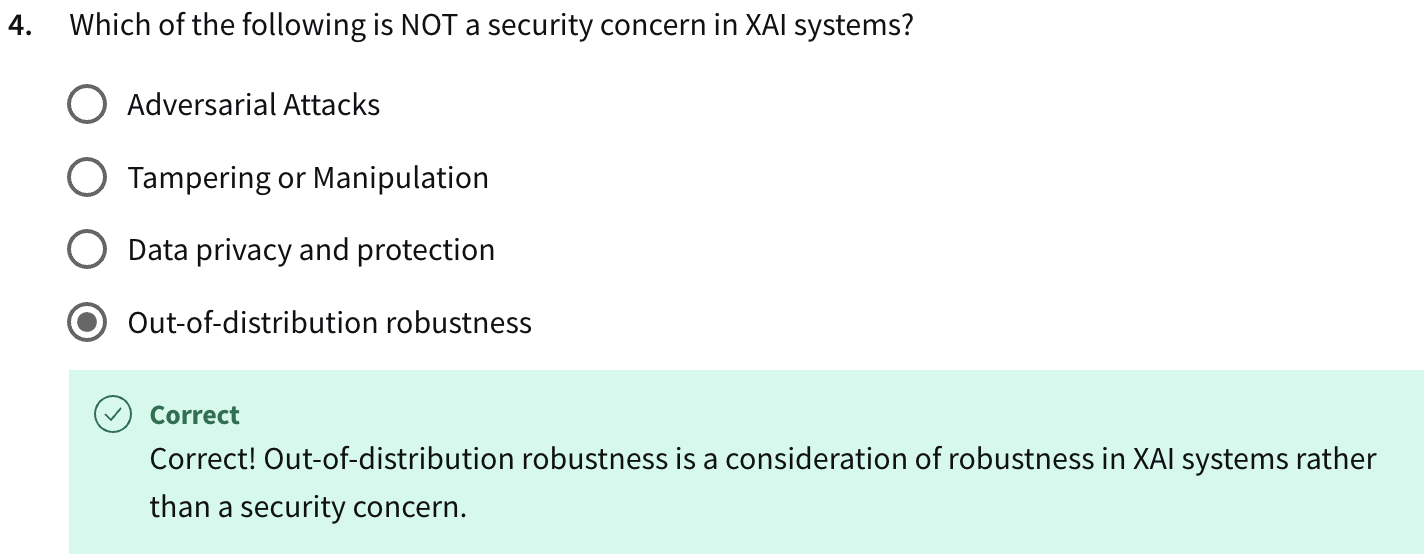 4. Which of the following is NOT a security concern in XAI systems?
Adversarial Attacks
Tampering or Manipulation
Data privacy and protection
Out-of-distribution robustness
Correct
Correct! Out-of-distribution robustness is a consideration of robustness in XAI systems rather
than a security concern.